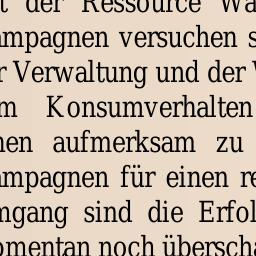 der Ressource Wa
ampagnen versuchen s
r Verwaltung und der
m Konsumverhalten
nen aufmerksam zu
ampagnen für einen re
mgang sind die Erfol
omentan noch überscha